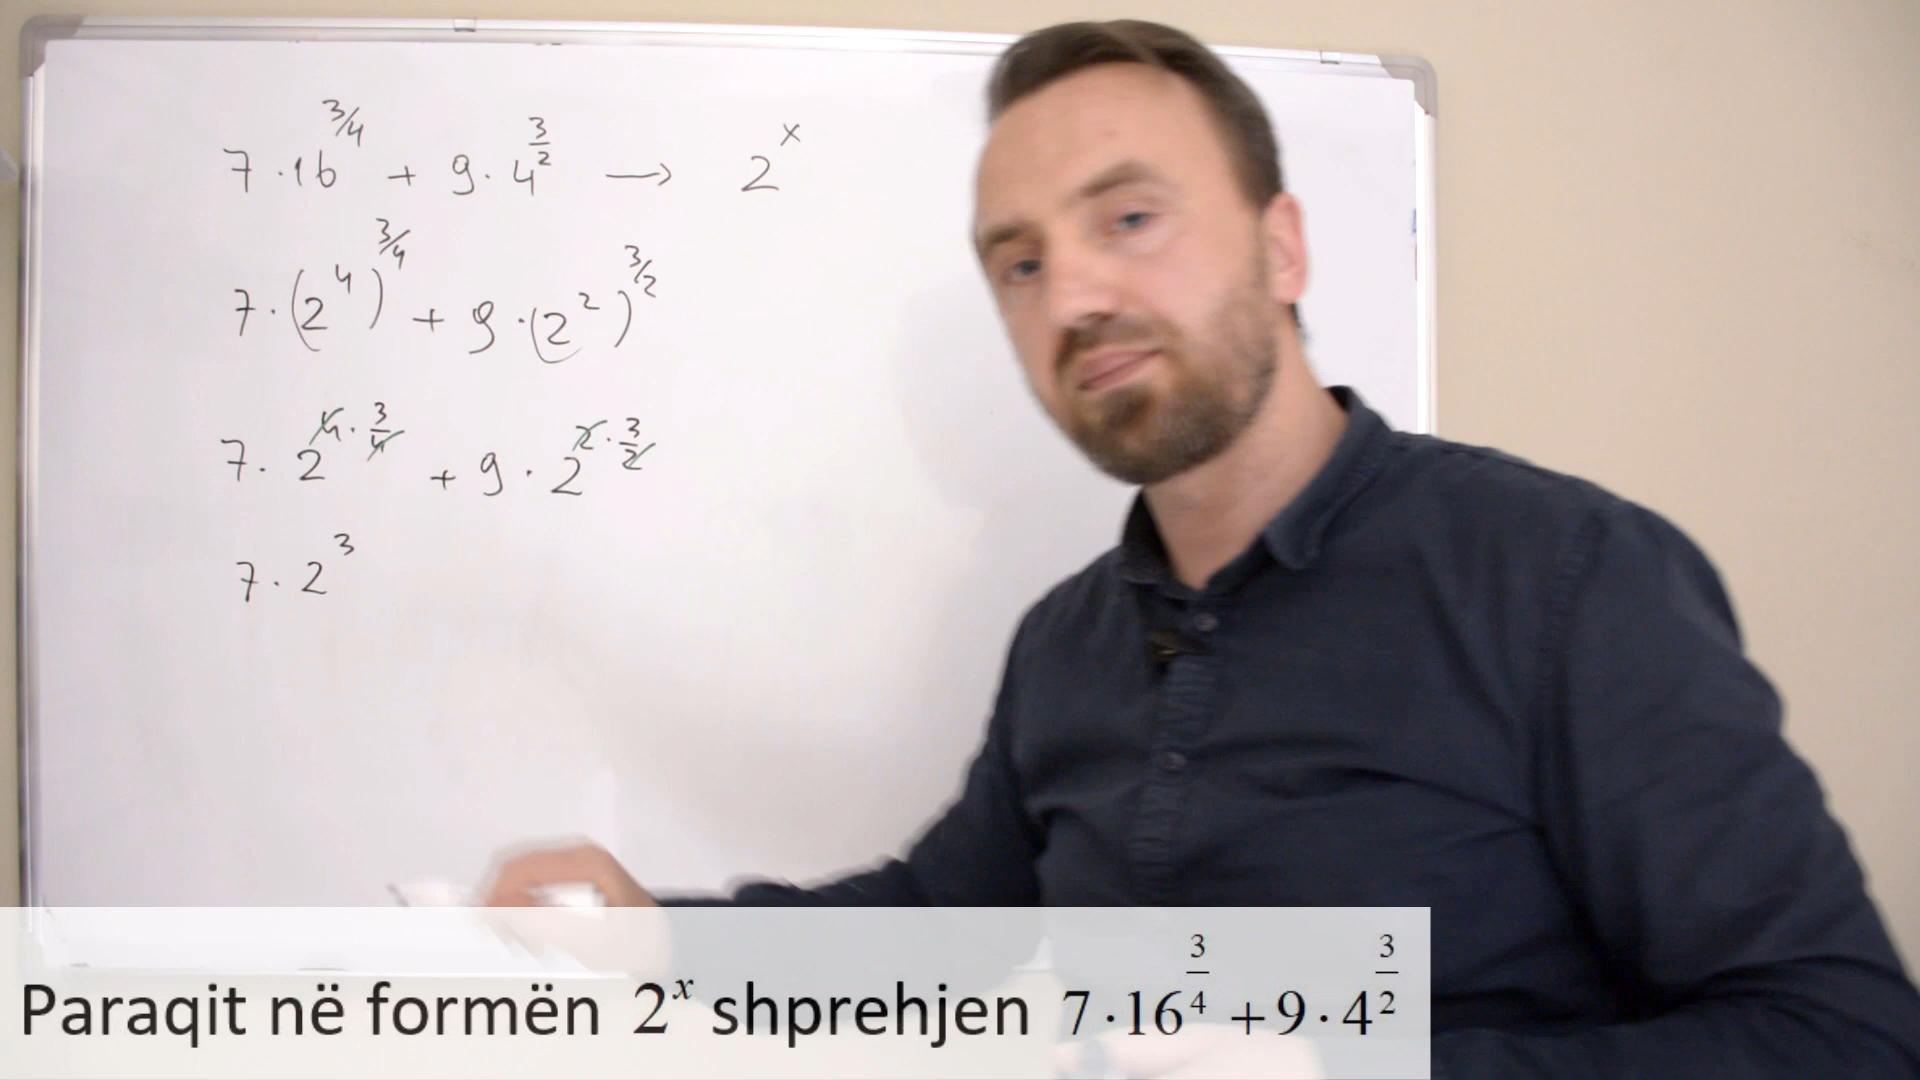 7 · 16^{3/4} + 9 · 4^{3/2} → 2^x
7 · (2^4)^{3/4} + 9 · (2^2)^{3/2}
7 · 2^{4 · 3/4} + 9 · 2^{2 · 3/2}
7 · 2^3
Paraqit në formën 2^x shprehjen 7 · 16^{3/4} + 9 · 4^{3/2}